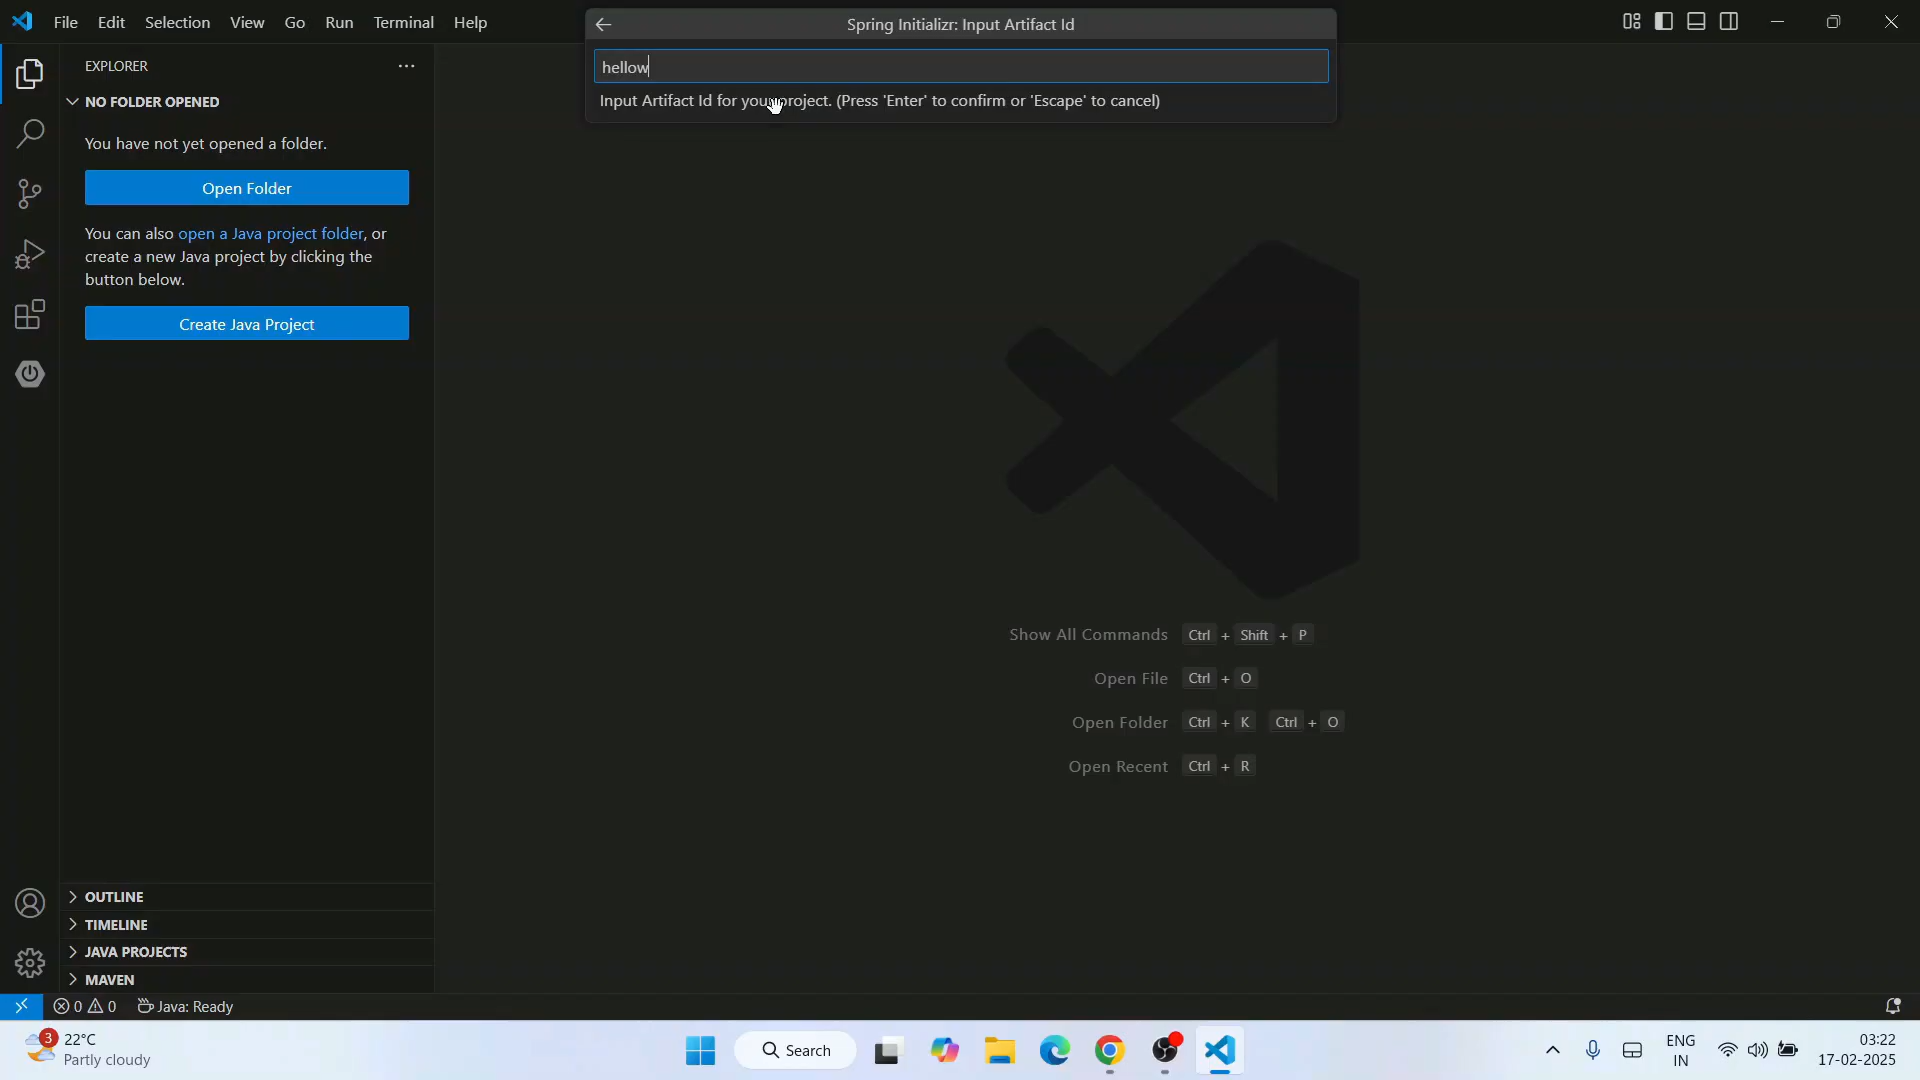 File Edit Selection View Go Run Terminal Help
Spring Initializr: Input Artifact Id
hellow
Input Artifact Id for you project. (Press 'Enter' to confirm or 'Escape' to cancel)
EXPLORER
NO FOLDER OPENED
You have not yet opened a folder.
Open Folder
You can also open a Java project folder, or
create a new Java project by clicking the
button below.
Create Java Project
Show All Commands Ctrl + Shift + P
Open File Ctrl + O
Open Folder Ctrl + K Ctrl + O
Open Recent Ctrl + R
OUTLINE
TIMELINE
JAVA PROJECTS
MAVEN
0 0 Java: Ready
3
22°C
Partly cloudy
Search
ENG
IN
03:22
17-02-2025